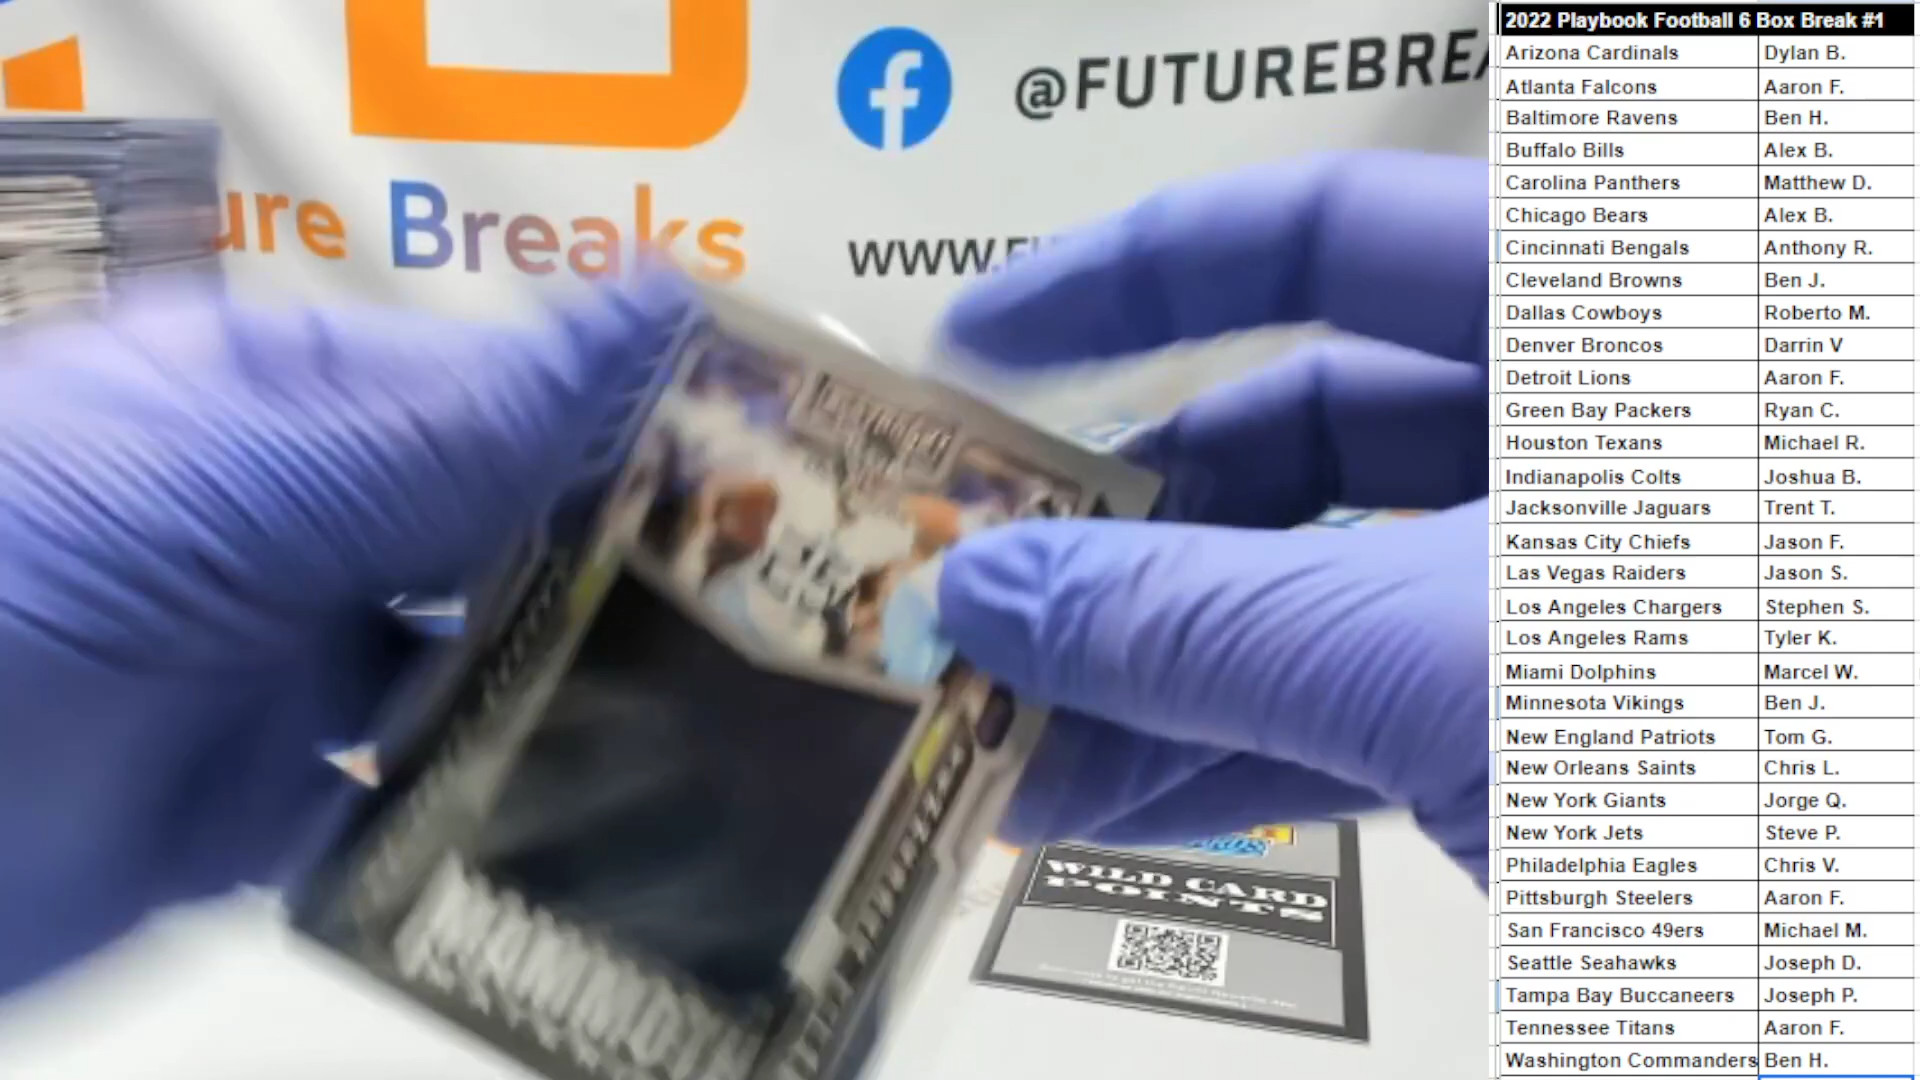 @FUTUREBREA
ure Breaks
WWW.FU
MAMMOTH
WILD CARD
POINTS
2022 Playbook Football 6 Box Break #1
Arizona Cardinals Dylan B.
Atlanta Falcons Aaron F.
Baltimore Ravens Ben H.
Buffalo Bills Alex B.
Carolina Panthers Matthew D.
Chicago Bears Alex B.
Cincinnati Bengals Anthony R.
Cleveland Browns Ben J.
Dallas Cowboys Roberto M.
Denver Broncos Darrin V
Detroit Lions Aaron F.
Green Bay Packers Ryan C.
Houston Texans Michael R.
Indianapolis Colts Joshua B.
Jacksonville Jaguars Trent T.
Kansas City Chiefs Jason F.
Las Vegas Raiders Jason S.
Los Angeles Chargers Stephen S.
Los Angeles Rams Tyler K.
Miami Dolphins Marcel W.
Minnesota Vikings Ben J.
New England Patriots Tom G.
New Orleans Saints Chris L.
New York Giants Jorge Q.
New York Jets Steve P.
Philadelphia Eagles Chris V.
Pittsburgh Steelers Aaron F.
San Francisco 49ers Michael M.
Seattle Seahawks Joseph D.
Tampa Bay Buccaneers Joseph P.
Tennessee Titans Aaron F.
Washington Commanders Ben H.